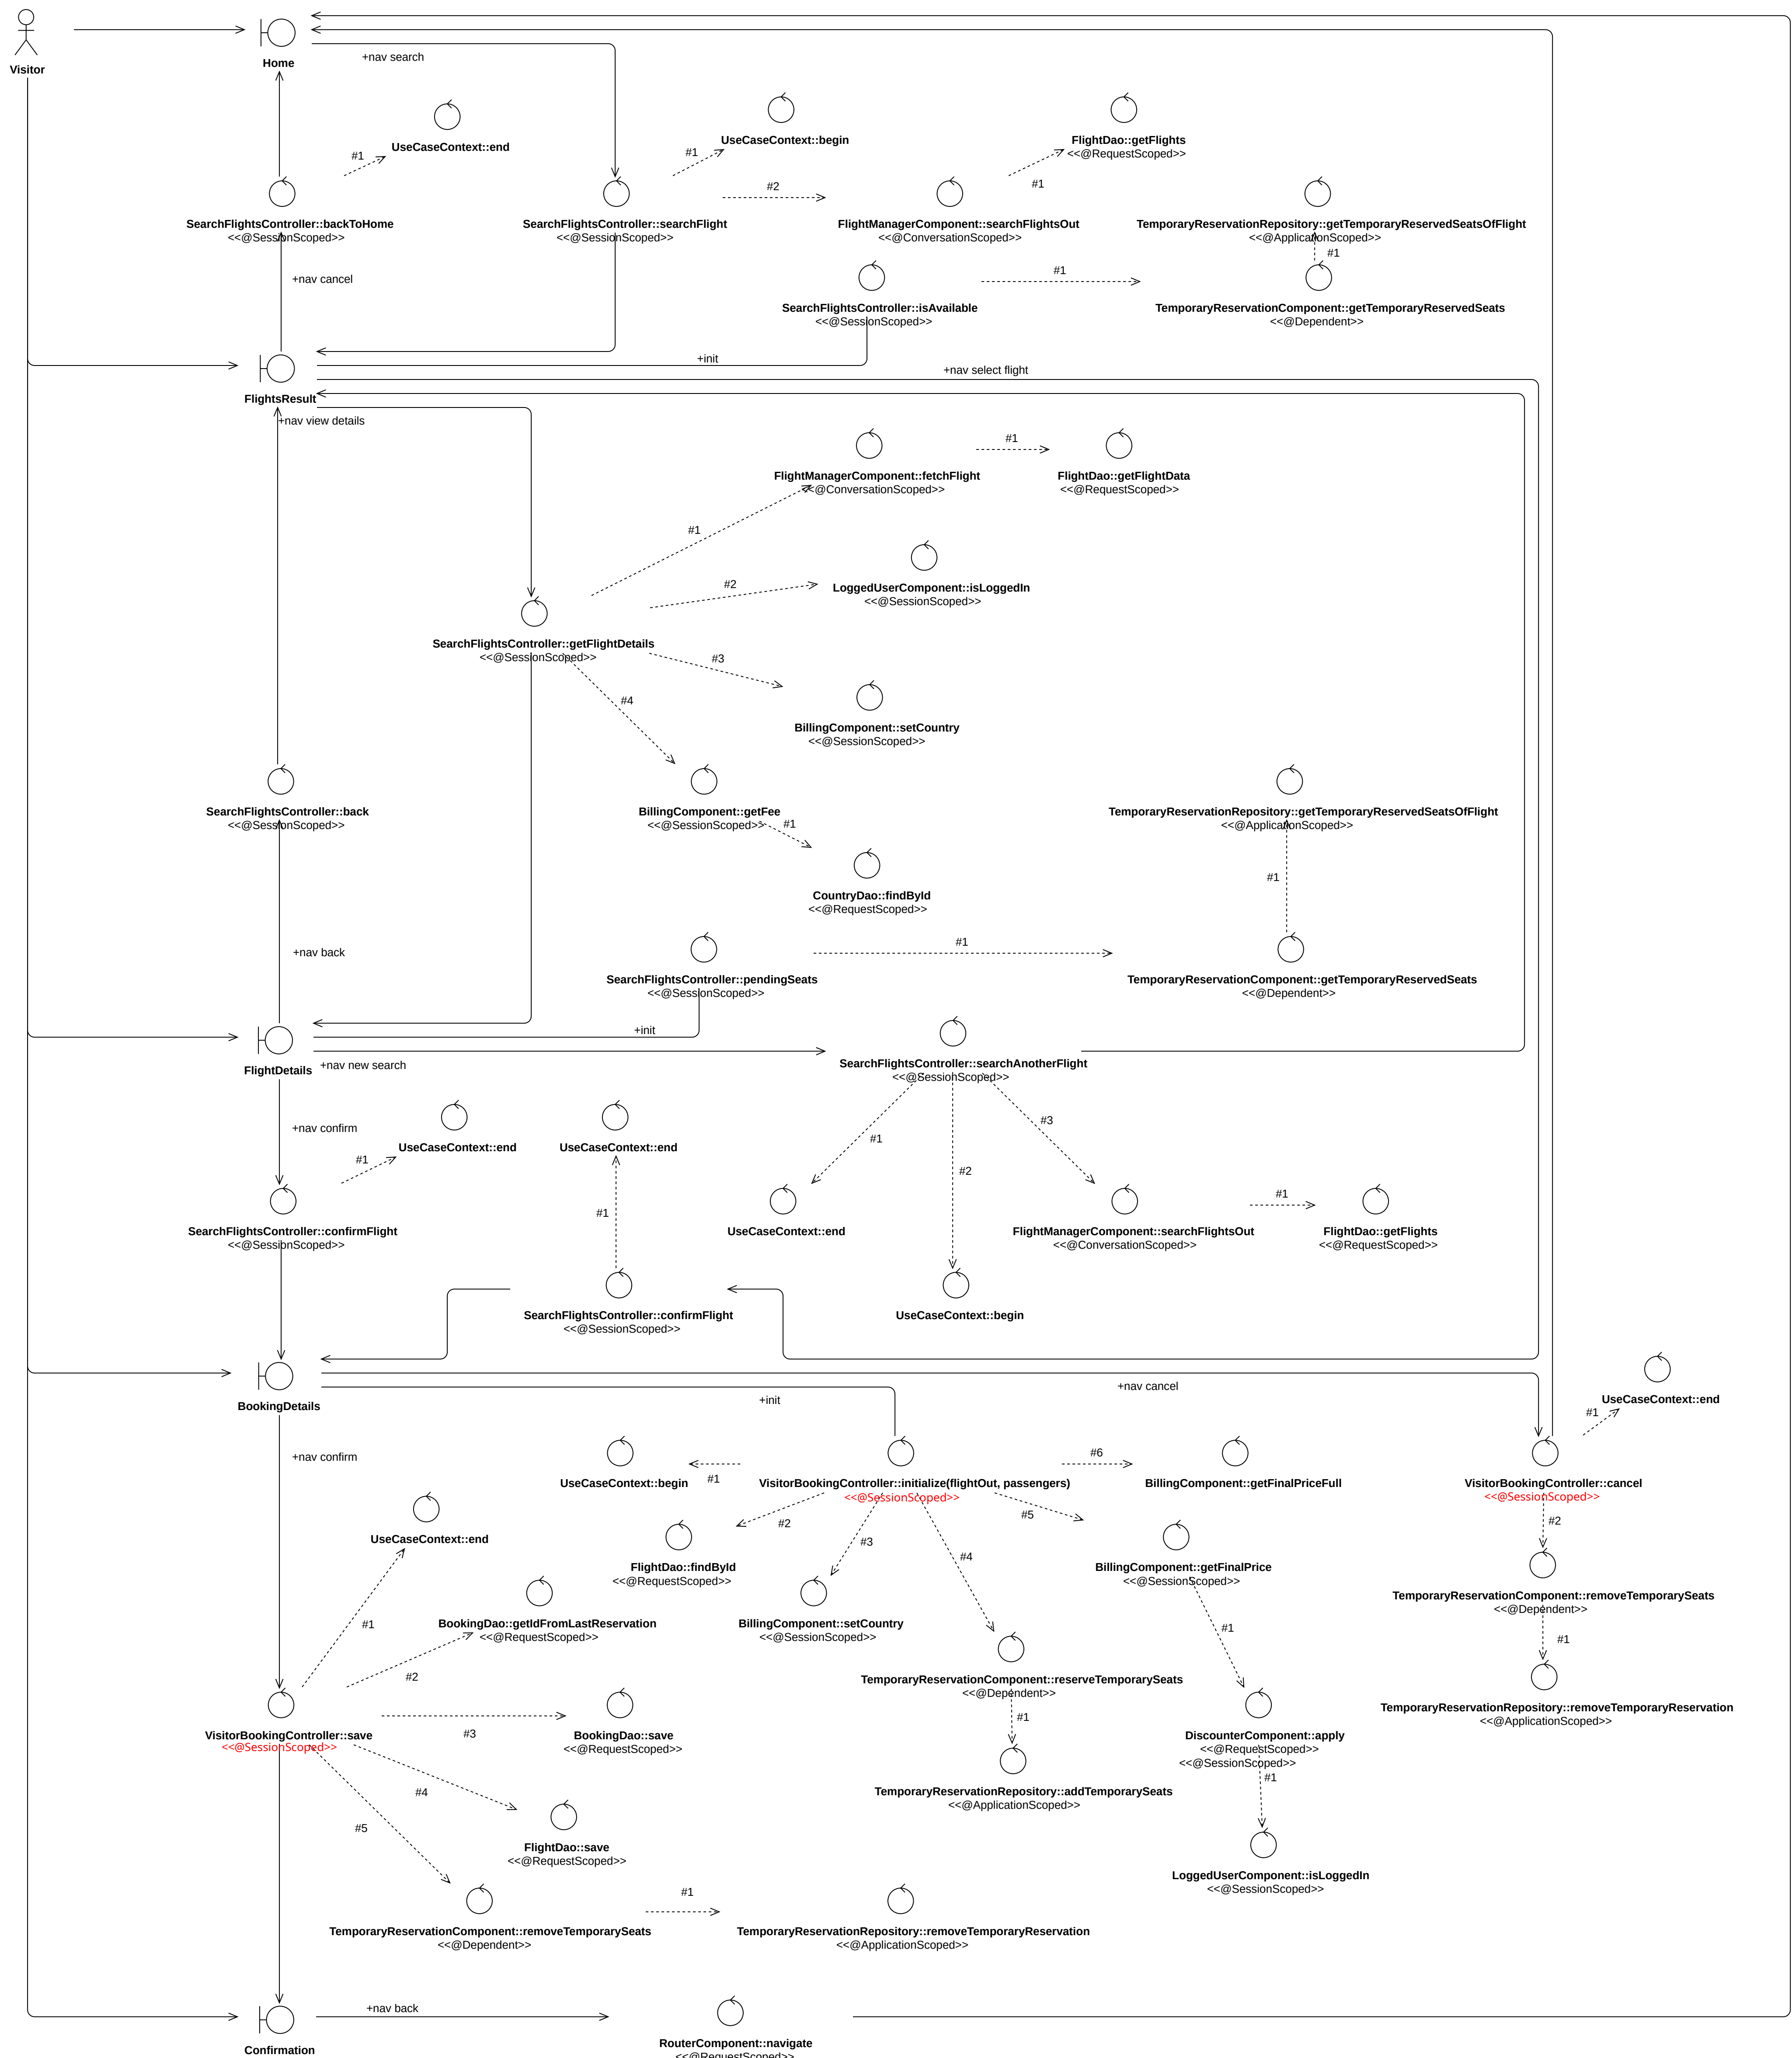 Visitor
Home
+nav search
UseCaseContext::end
#1
UseCaseContext::begin
#1
FlightDao::getFlights
<<@RequestScoped>>
#1
#2
SearchFlightsController::backToHome
<<@SessionScoped>>
SearchFlightsController::searchFlight
<<@SessionScoped>>
FlightManagerComponent::searchFlightsOut
<<@ConversationScoped>>
TemporaryReservationRepository::getTemporaryReservedSeatsOfFlight
<<@ApplicationScoped>>
#1
+nav cancel
#1
SearchFlightsController::isAvailable
<<@SessionScoped>>
TemporaryReservationComponent::getTemporaryReservedSeats
<<@Dependent>>
+init
+nav select flight
FlightsResult
+nav view details
#1
FlightManagerComponent::fetchFlight
<<@ConversationScoped>>
FlightDao::getFlightData
<<@RequestScoped>>
#1
#2
LoggedUserComponent::isLoggedIn
<<@SessionScoped>>
SearchFlightsController::getFlightDetails
<<@SessionScoped>>
#3
#4
BillingComponent::setCountry
<<@SessionScoped>>
SearchFlightsController::back
<<@SessionScoped>>
BillingComponent::getFee
<<@SessionScoped>>
#1
TemporaryReservationRepository::getTemporaryReservedSeatsOfFlight
<<@ApplicationScoped>>
#1
CountryDao::findById
<<@RequestScoped>>
+nav back
#1
SearchFlightsController::pendingSeats
<<@SessionScoped>>
TemporaryReservationComponent::getTemporaryReservedSeats
<<@Dependent>>
+init
FlightDetails
+nav new search
SearchFlightsController::searchAnotherFlight
<<@SessionScoped>>
+nav confirm
#1
UseCaseContext::end
UseCaseContext::end
#1
#2
#3
#1
SearchFlightsController::confirmFlight
<<@SessionScoped>>
#1
UseCaseContext::end
FlightManagerComponent::searchFlightsOut
<<@ConversationScoped>>
FlightDao::getFlights
<<@RequestScoped>>
SearchFlightsController::confirmFlight
<<@SessionScoped>>
UseCaseContext::begin
BookingDetails
+init
+nav cancel
UseCaseContext::end
#1
+nav confirm
UseCaseContext::begin
#1
VisitorBookingController::initialize(flightOut, passengers)
<<@SessionScoped>>
#6
BillingComponent::getFinalPriceFull
VisitorBookingController::cancel
<<@SessionScoped>>
#2
UseCaseContext::end
#2
#3
#4
#5
FlightDao::findById
<<@RequestScoped>>
BillingComponent::getFinalPrice
<<@SessionScoped>>
TemporaryReservationComponent::removeTemporarySeats
<<@Dependent>>
#1
#1
BookingDao::getIdFromLastReservation
<<@RequestScoped>>
BillingComponent::setCountry
<<@SessionScoped>>
#1
#2
TemporaryReservationComponent::reserveTemporarySeats
<<@Dependent>>
#1
TemporaryReservationRepository::removeTemporaryReservation
<<@ApplicationScoped>>
VisitorBookingController::save
<<@SessionScoped>>
#3
BookingDao::save
<<@RequestScoped>>
DiscounterComponent::apply
<<@RequestScoped>>
<<@SessionScoped>>
#1
#4
#5
TemporaryReservationRepository::addTemporarySeats
<<@ApplicationScoped>>
FlightDao::save
<<@RequestScoped>>
LoggedUserComponent::isLoggedIn
<<@SessionScoped>>
#1
TemporaryReservationComponent::removeTemporarySeats
<<@Dependent>>
TemporaryReservationRepository::removeTemporaryReservation
<<@ApplicationScoped>>
+nav back
Confirmation
RouterComponent::navigate
<<@RequestScoped>>